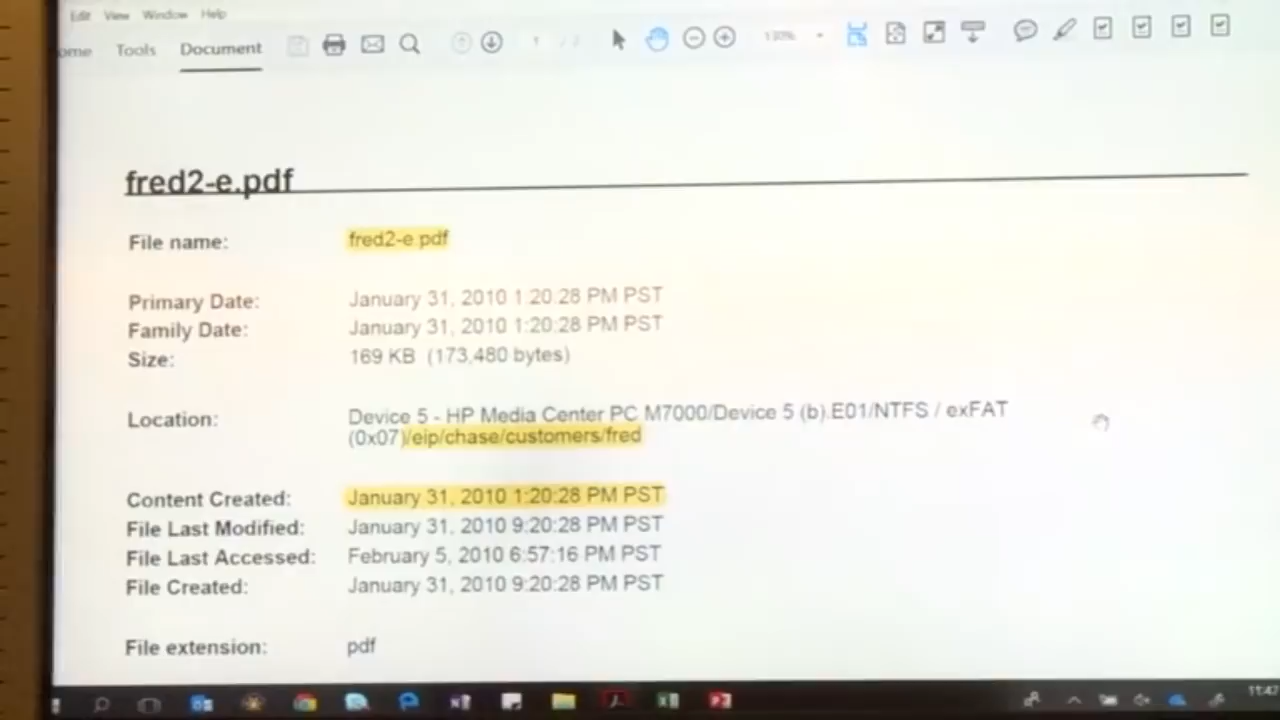 Edit View Window Help
ome Tools Document
130%
fred2-e.pdf
File name: fred2-e.pdf
Primary Date: January 31, 2010 1:20:28 PM PST
Family Date: January 31, 2010 1:20:28 PM PST
Size: 169 KB (173,480 bytes)
Location: Device 5 - HP Media Center PC M7000/Device 5 (b).E01/NTFS / exFAT
(0x07)/eip/chase/customers/fred
Content Created: January 31, 2010 1:20:28 PM PST
File Last Modified: January 31, 2010 9:20:28 PM PST
File Last Accessed: February 5, 2010 6:57:16 PM PST
File Created: January 31, 2010 9:20:28 PM PST
File extension: pdf
11:47